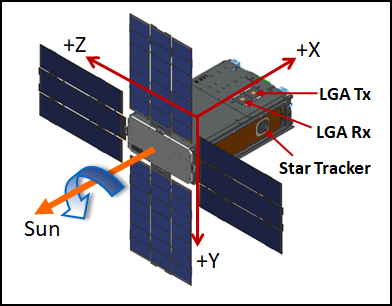 +Z
+X
LGA Tx
LGA Rx
Star Tracker
Sun
+Y